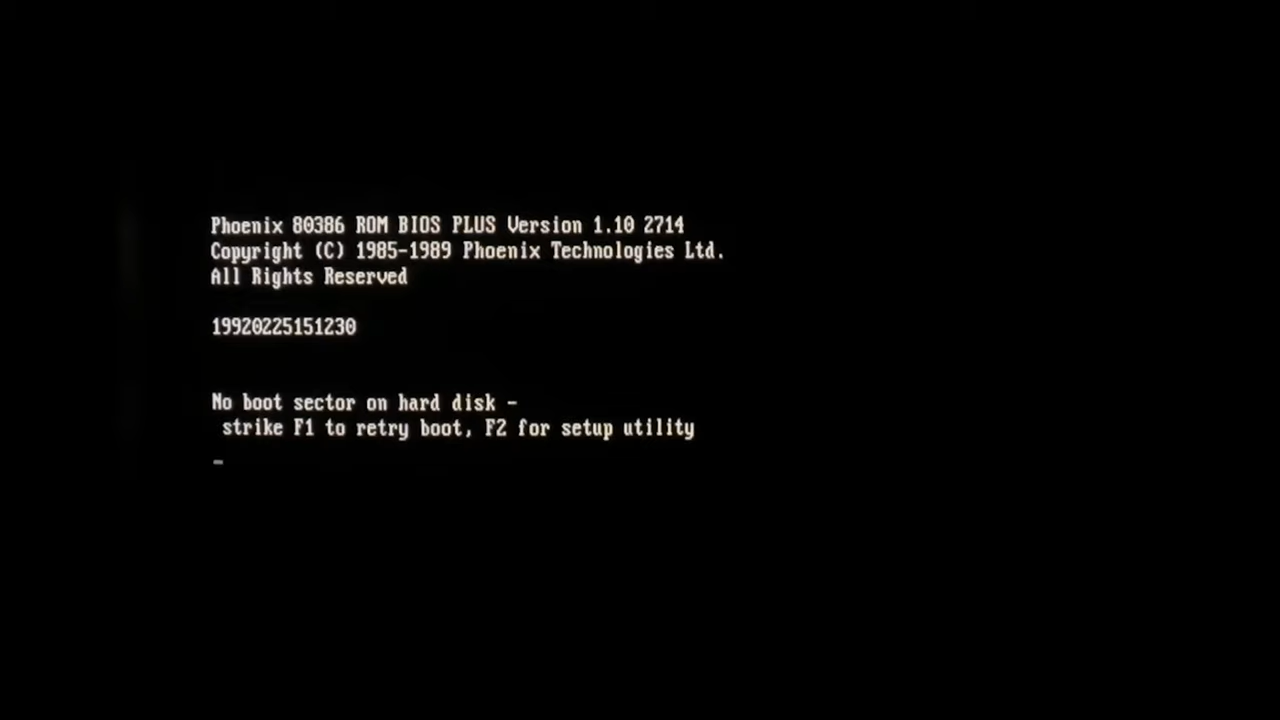 Phoenix 80386 ROM BIOS PLUS Version 1.10 2714
Copyright (C) 1985-1989 Phoenix Technologies Ltd.
All Rights Reserved
19920225151230
No boot sector on hard disk -
strike F1 to retry boot, F2 for setup utility